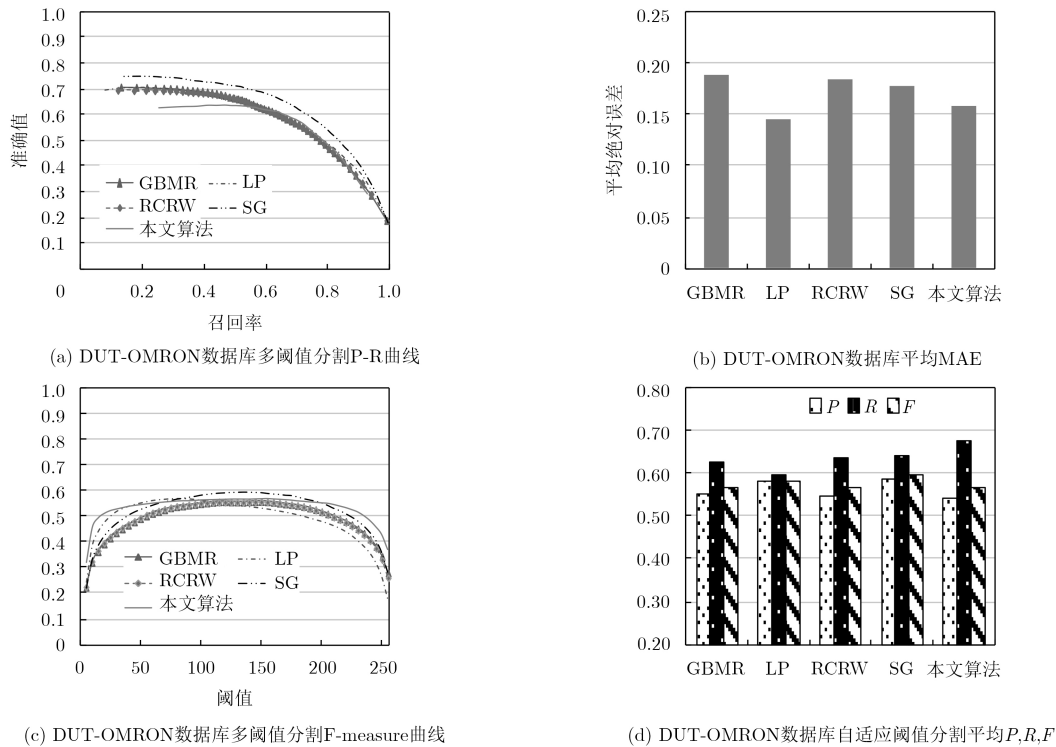 1.0
0.9
0.8
0.7
0.6
0.5
0.4
0.3
0.2
0.1
0 0.2 0.4 0.6 0.8 1.0
准确值
召回率
GBMR LP
RCRW SG
本文算法
(a) DUT-OMRON数据库多阈值分割P-R曲线
0.25
0.20
0.15
0.10
0.05
0
平均绝对误差
GBMR LP RCRW SG 本文算法
(b) DUT-OMRON数据库平均MAE
1.0
0.9
0.8
0.7
0.6
0.5
0.4
0.3
0.2
0.1
0
0 50 100 150 200 250
阈值
GBMR LP
RCRW SG
本文算法
(c) DUT-OMRON数据库多阈值分割F-measure曲线
0.80
0.70
0.60
0.50
0.40
0.30
0.20
P R F
GBMR LP RCRW SG 本文算法
(d) DUT-OMRON数据库自适应阈值分割平均P,R,F